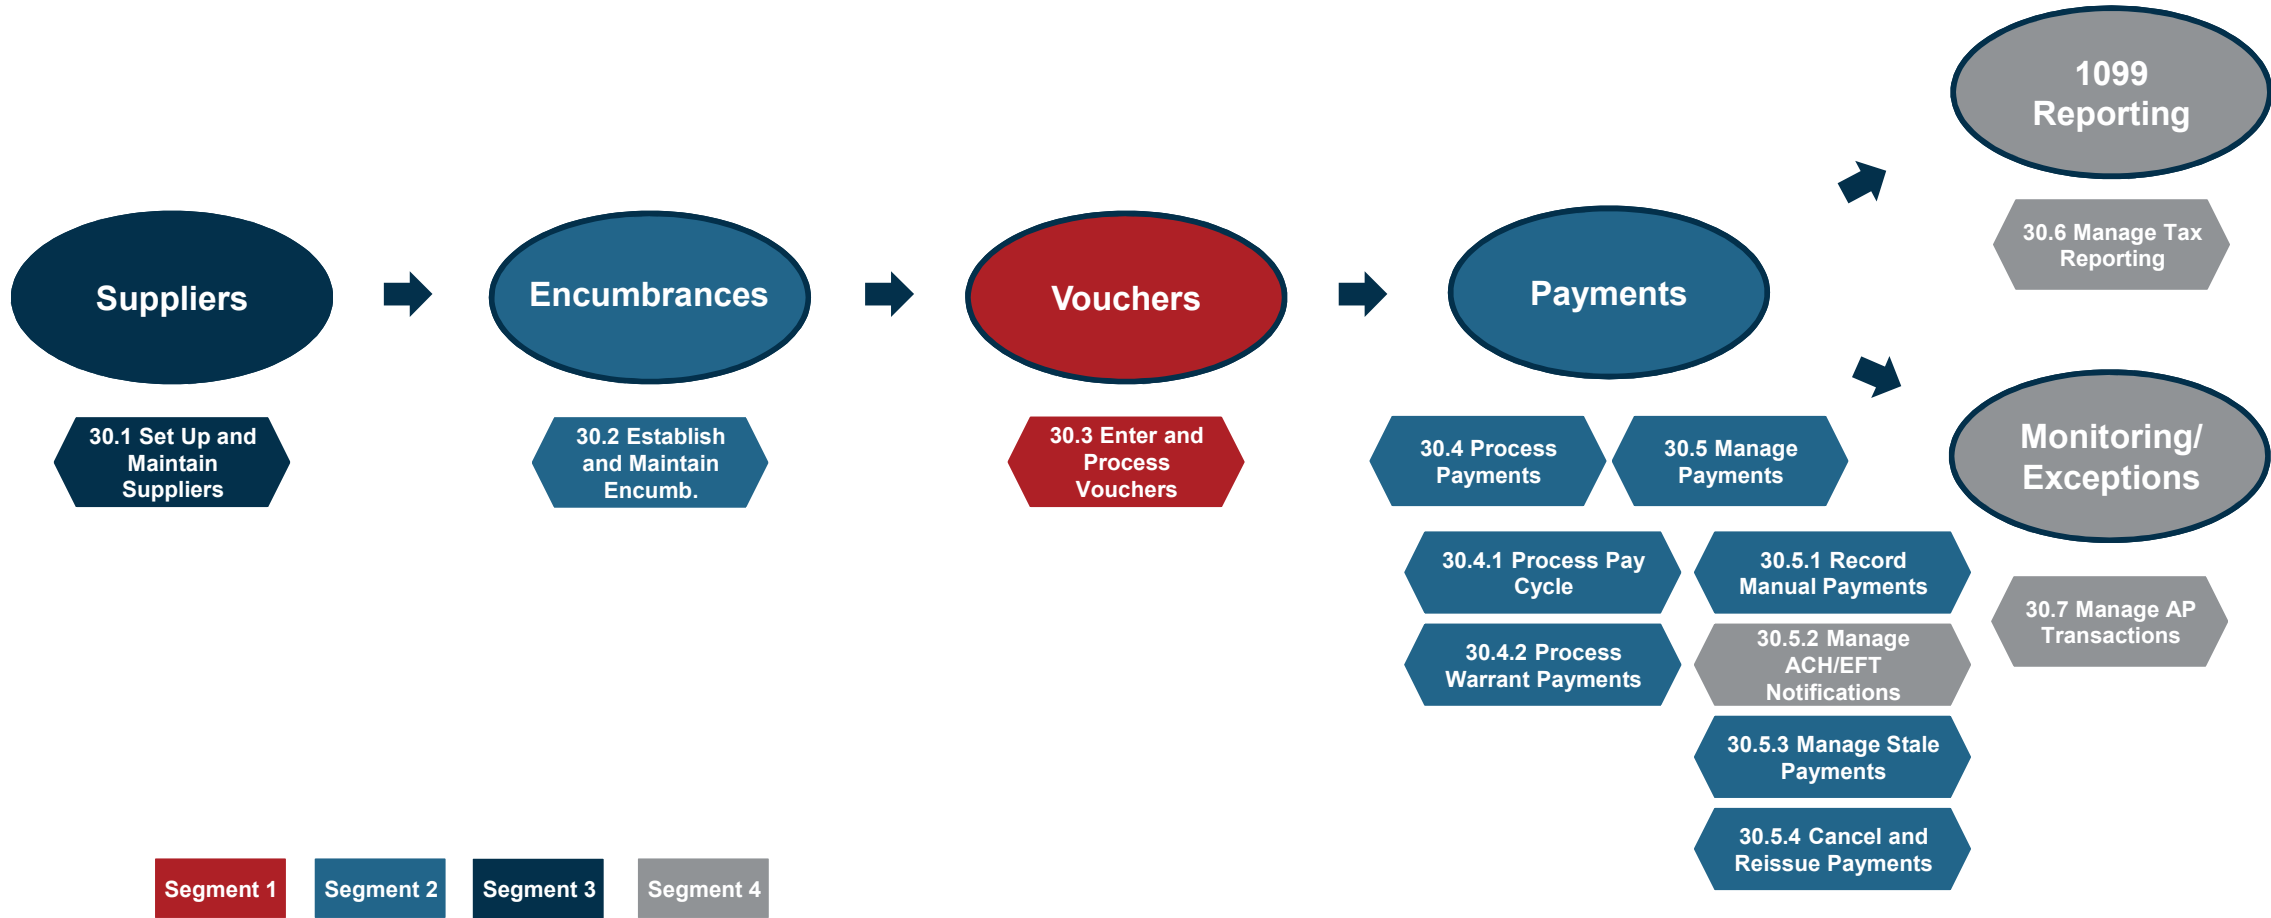 1099
Reporting
30.6 Manage Tax
Reporting
Suppliers
Encumbrances
Vouchers
Payments
30.1 Set Up and
Maintain
Suppliers
30.2 Establish
and Maintain
Encumb.
30.3 Enter and
Process
Vouchers
30.4 Process
Payments
30.5 Manage
Payments
Monitoring/
Exceptions
30.4.1 Process Pay
Cycle
30.5.1 Record
Manual Payments
30.7 Manage AP
Transactions
30.4.2 Process
Warrant Payments
30.5.2 Manage
ACH/EFT
Notifications
30.5.3 Manage Stale
Payments
30.5.4 Cancel and
Reissue Payments
Segment 1
Segment 2
Segment 3
Segment 4